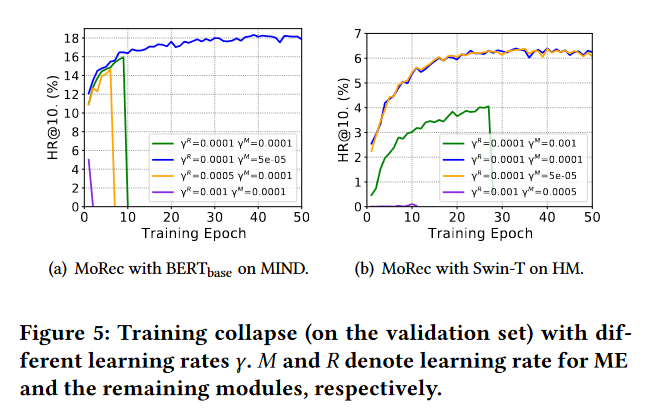 18
16
14
12
10
8
6
4
2
0
HR@10. (%)
γᴿ=0.0001 γᴹ=0.0001
γᴿ=0.0001 γᴹ=5e-05
γᴿ=0.0005 γᴹ=0.0001
γᴿ=0.001 γᴹ=0.0001
1 10 20 30 40 50
Training Epoch
(a) MoRec with BERTbase on MIND.
7
6
5
4
3
2
1
0
HR@10. (%)
γᴿ=0.0001 γᴹ=0.001
γᴿ=0.0001 γᴹ=0.0001
γᴿ=0.0001 γᴹ=5e-05
γᴿ=0.001 γᴹ=0.0005
1 10 20 30 40 50
Training Epoch
(b) MoRec with Swin-T on HM.
Figure 5: Training collapse (on the validation set) with dif-
ferent learning rates γ. M and R denote learning rate for ME
and the remaining modules, respectively.